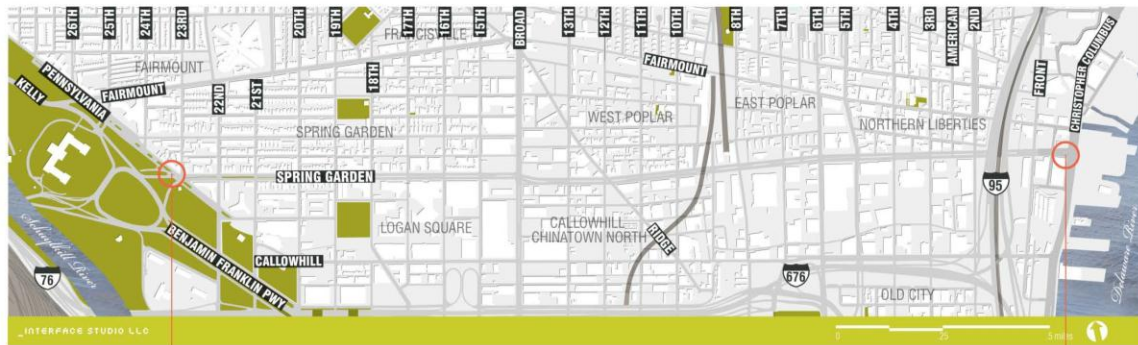 26TH
25TH
24TH
23RD
20TH
19TH
17TH
16TH
15TH
BROAD
13TH
12TH
11TH
10TH
8TH
7TH
6TH
5TH
4TH
3RD
AMERICAN
2ND
FRONT
CHRISTOPHER COLUMBUS
FRANCISVILLE
FAIRMOUNT
PENNSYLVANIA
KELLY
FAIRMOUNT
22ND
21ST
18TH
SPRING GARDEN
FAIRMOUNT
WEST POPLAR
EAST POPLAR
NORTHERN LIBERTIES
SPRING GARDEN
95
LOGAN SQUARE
CALLOWHILL
CHINATOWN NORTH
RIDGE
Schuylkill River
BENJAMIN FRANKLIN PWY
CALLOWHILL
76
676
OLD CITY
Delaware River
_INTERFACE STUDIO LLC
0
.25
.5 miles